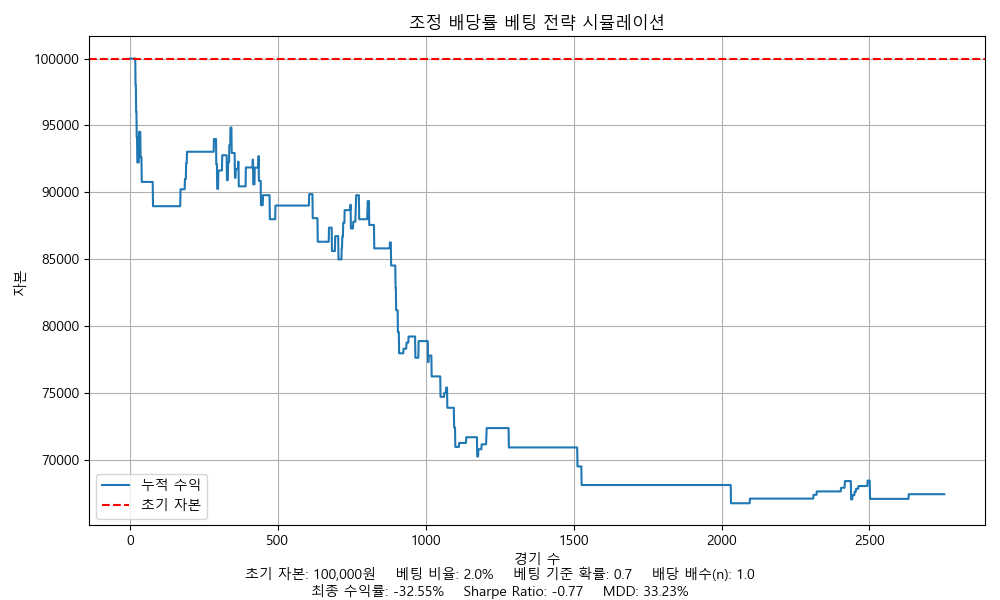 조정 배당률 베팅 전략 시뮬레이션
100000
95000
90000
85000
80000
75000
70000
자본
누적 수익
초기 자본
0
500
1000
1500
2000
2500
경기 수
초기 자본: 100,000원 베팅 비율: 2.0% 베팅 기준 확률: 0.7 배당 배수(n): 1.0
최종 수익률: -32.55% Sharpe Ratio: -0.77 MDD: 33.23%